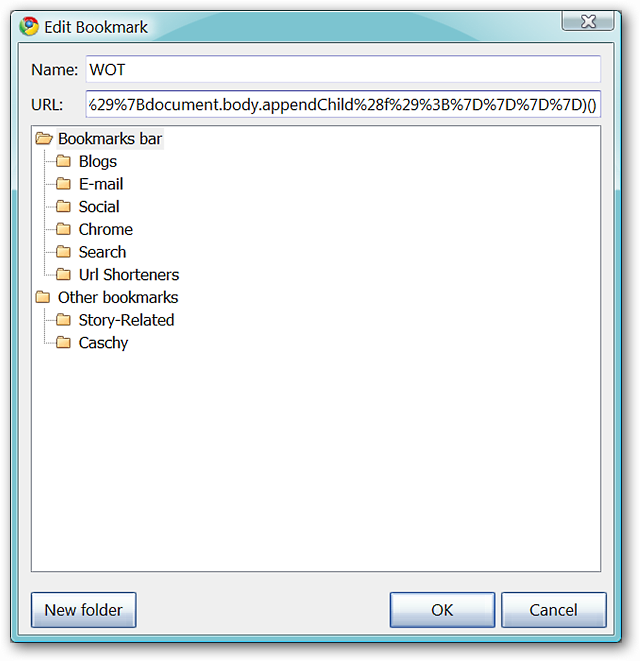 Edit Bookmark
Name: WOT
URL: %29%7Bdocument.body.appendChild%28f%29%3B%7D%7D%7D%7D)()
Bookmarks bar
Blogs
E-mail
Social
Chrome
Search
Url Shorteners
Other bookmarks
Story-Related
Caschy
New folder OK Cancel